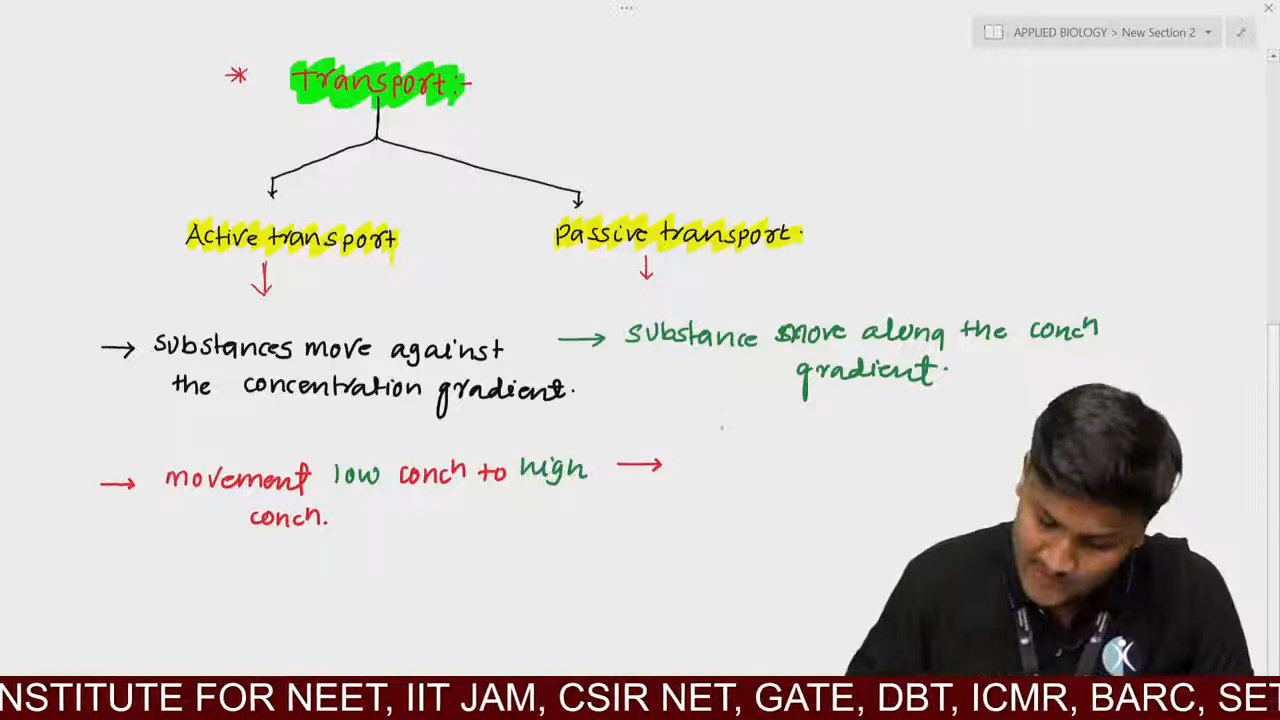 APPLIED BIOLOGY > New Section 2
* Transport:-
Active transport
Passive transport.
→ substances move against
the concentration gradient.
→ substance move along the concn
gradient.
→ movement low concn to high
concn.
→
NSTITUTE FOR NEET, IIT JAM, CSIR NET, GATE, DBT, ICMR, BARC, SET